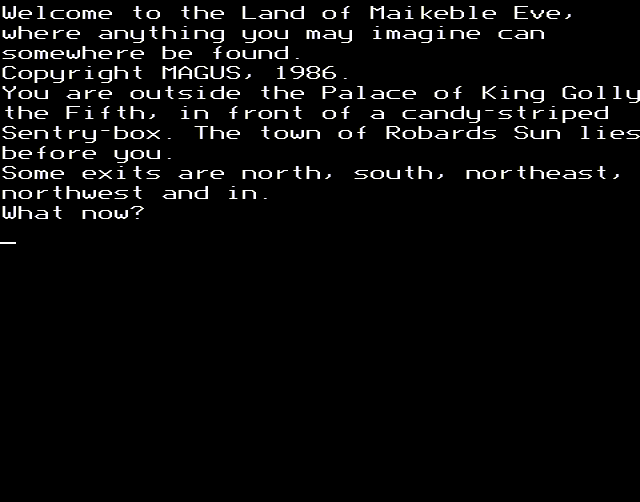 Welcome to the Land of Maikeble Eve,
where anything you may imagine can
somewhere be found.
Copyright MAGUS, 1986.
You are outside the Palace of King Golly
the Fifth, in front of a candy-striped
Sentry-box. The town of Robards Sun lies
before you.
Some exits are north, south, northeast,
northwest and in.
What now?